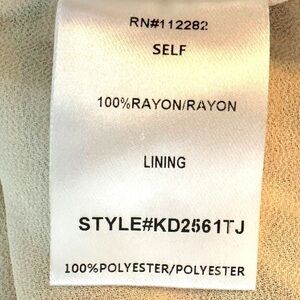 RN#112282
SELF
100%RAYON/RAYON
LINING
STYLE#KD2561TJ
100%POLYESTER/POLYESTER